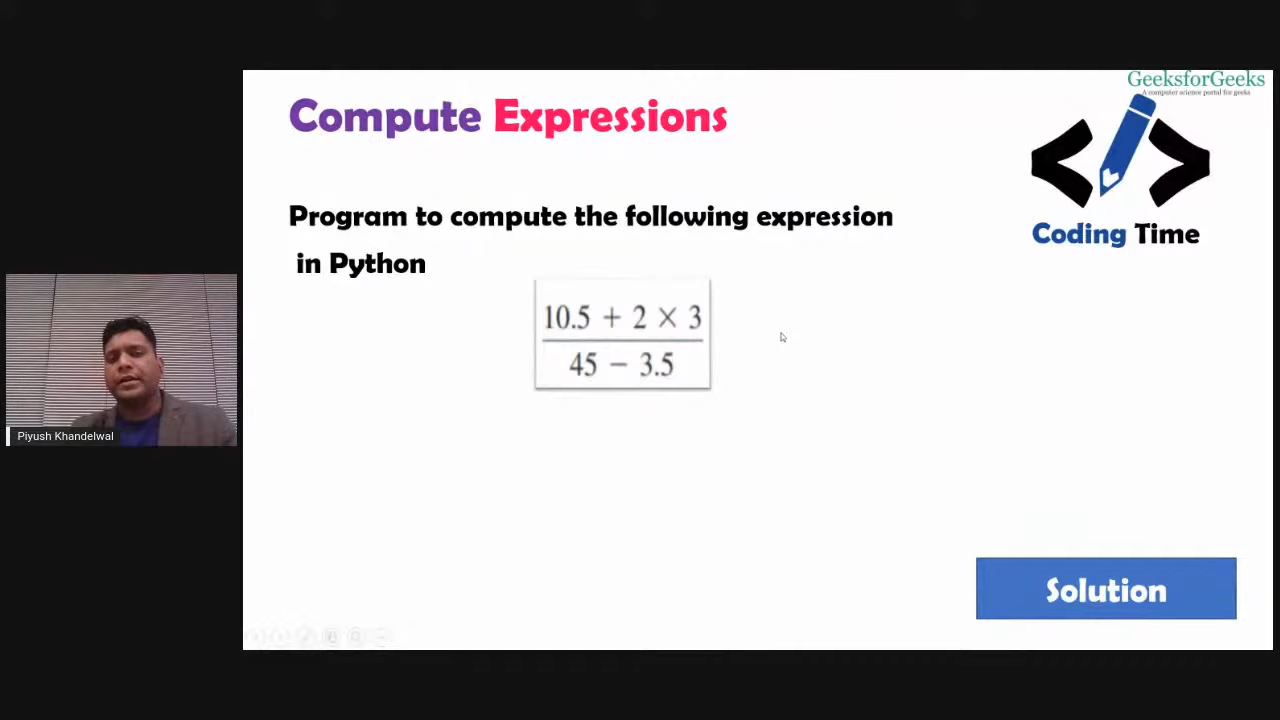 GeeksforGeeks
A computer science portal for geeks
Compute Expressions
Program to compute the following expression
in Python
10.5 + 2 × 3
45 − 3.5
Coding Time
Piyush Khandelwal
Solution